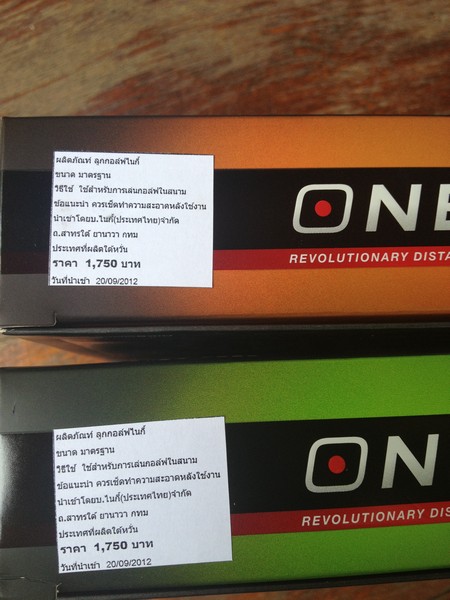 ผลิตภัณฑ์ ลูกกอล์ฟไนกี้
ขนาด มาตรฐาน
วิธีใช้ ใช้สำหรับการเล่นกอล์ฟในสนาม
ข้อแนะนำ ควรเช็ดทำความสะอาดหลังใช้งาน
นำเข้าโดยบ.ไนกี้(ประเทศไทย)จำกัด
ถ.สาทรใต้ ยานาวา กทม
ประเทศที่ผลิตไต้หวัน
ราคา 1,750 บาท
วันที่นำเข้า 20/09/2012
ONE
REVOLUTIONARY DISTA
ผลิตภัณฑ์ ลูกกอล์ฟไนกี้
ขนาด มาตรฐาน
วิธีใช้ ใช้สำหรับการเล่นกอล์ฟในสนาม
ข้อแนะนำ ควรเช็ดทำความสะอาดหลังใช้งาน
นำเข้าโดยบ.ไนกี้(ประเทศไทย)จำกัด
ถ.สาทรใต้ ยานาวา กทม
ประเทศที่ผลิตไต้หวัน
ราคา 1,750 บาท
วันที่นำเข้า 20/09/2012
ON
REVOLUTIONARY DIS